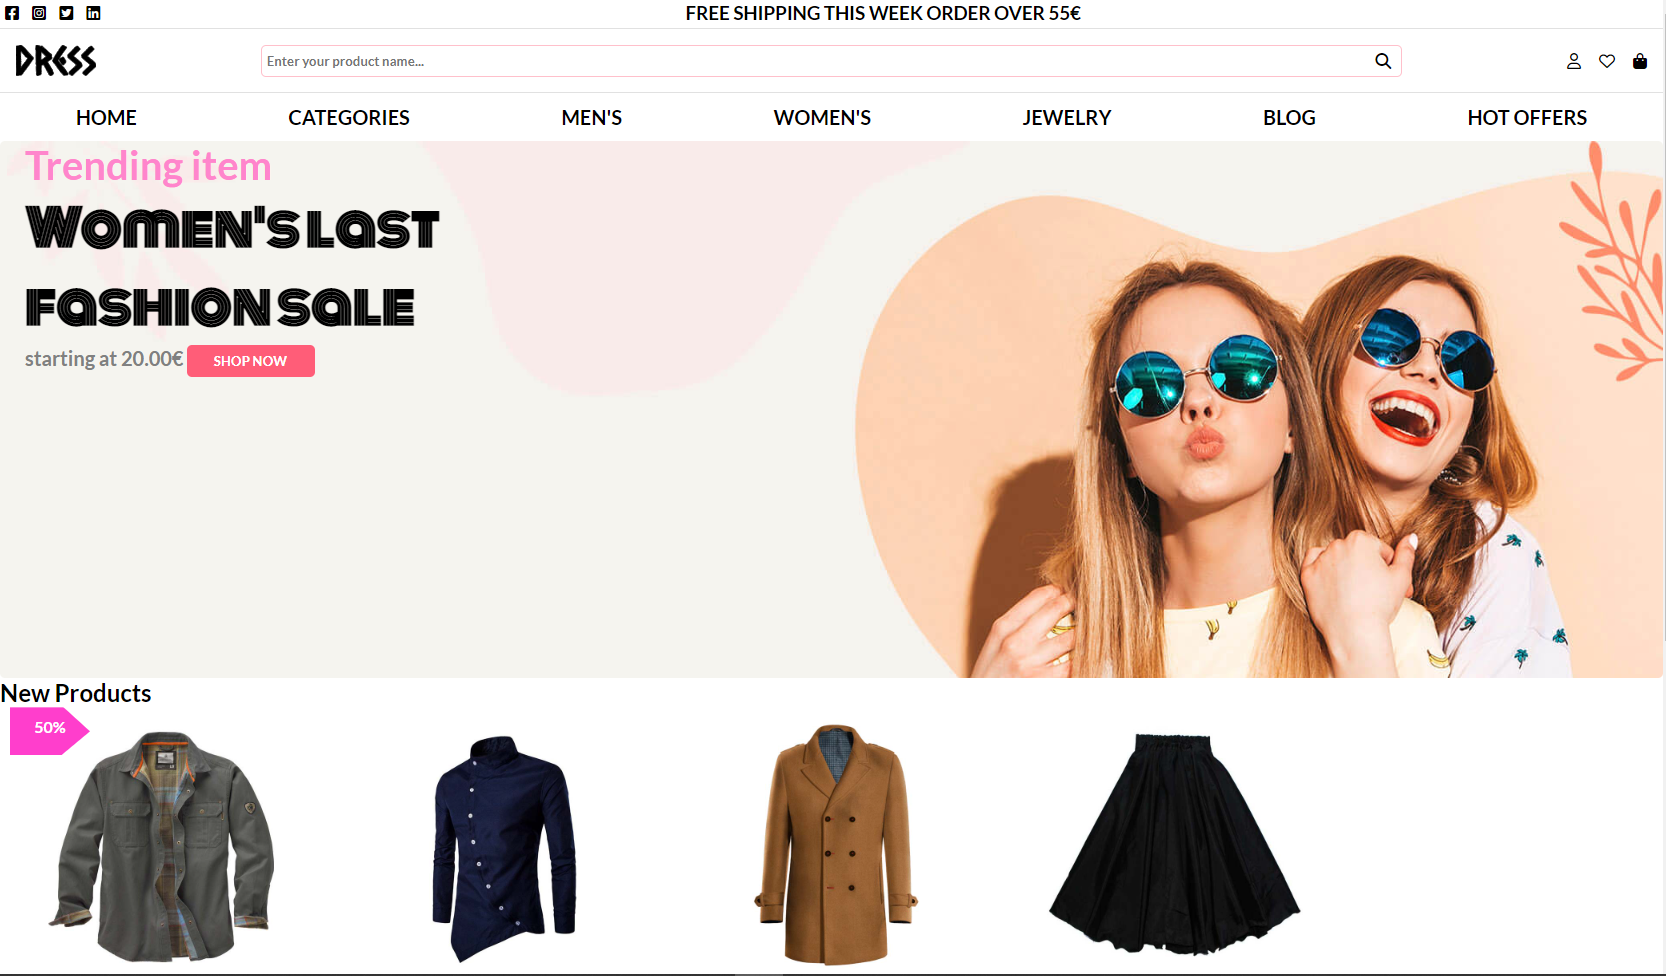 FREE SHIPPING THIS WEEK ORDER OVER 55€
DRESS
Enter your product name...
HOME CATEGORIES MEN'S WOMEN'S JEWELRY BLOG HOT OFFERS
Trending item
WOMEN'S LAST
FASHION SALE
starting at 20.00€ SHOP NOW
New Products
50%